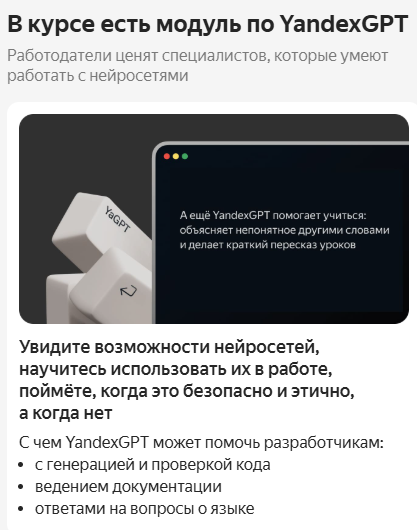 В курсе есть модуль по YandexGPT
Работодатели ценят специалистов, которые умеют
работать с нейросетями
YaGPT
А ещё YandexGPT помогает учиться:
объясняет непонятное другими словами
и делает краткий пересказ уроков
Увидите возможности нейросетей,
научитесь использовать их в работе,
поймёте, когда это безопасно и этично,
а когда нет
С чем YandexGPT может помочь разработчикам:
• с генерацией и проверкой кода
• ведением документации
• ответами на вопросы о языке